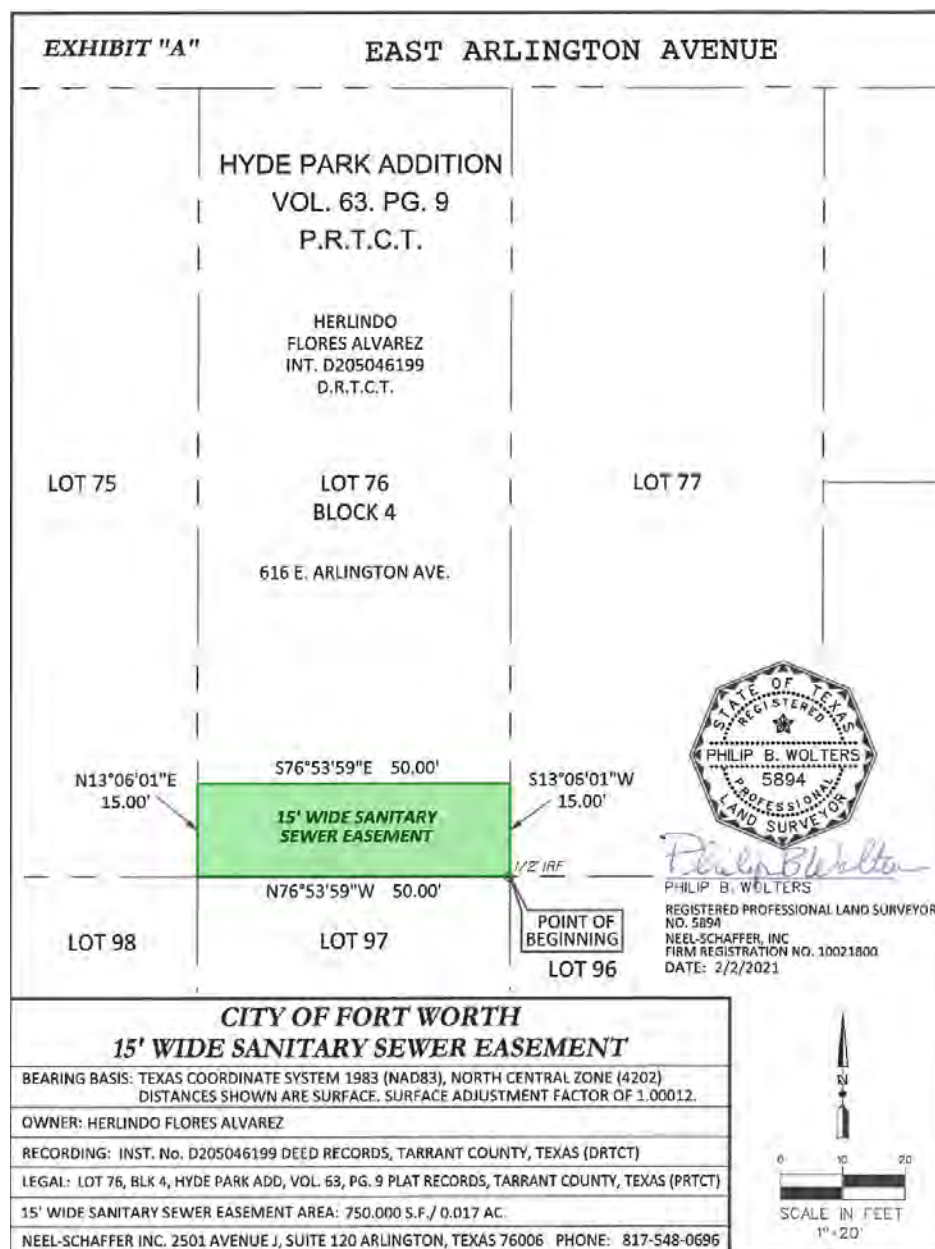 EXHIBIT "A"
EAST ARLINGTON AVENUE
HYDE PARK ADDITION
VOL. 63. PG. 9
P.R.T.C.T.
HERLINDO
FLORES ALVAREZ
INT. D205046199
D.R.T.C.T.
LOT 75
LOT 76
BLOCK 4
LOT 77
616 E. ARLINGTON AVE.
N13°06'01"E
15.00'
S76°53'59"E 50.00'
S13°06'01"W
15.00'
15' WIDE SANITARY
SEWER EASEMENT
N76°53'59"W 50.00'
1/2" IRF
POINT OF
BEGINNING
LOT 98
LOT 97
LOT 96
STATE OF TEXAS
REGISTERED
PHILIP B. WOLTERS
5894
PROFESSIONAL
LAND SURVEYOR
Philip B Wolters
PHILIP B. WOLTERS
REGISTERED PROFESSIONAL LAND SURVEYOR
NO. 5894
NEEL-SCHAFFER, INC
FIRM REGISTRATION NO. 10021800
DATE: 2/2/2021
CITY OF FORT WORTH
15' WIDE SANITARY SEWER EASEMENT
BEARING BASIS: TEXAS COORDINATE SYSTEM 1983 (NAD83), NORTH CENTRAL ZONE (4202)
DISTANCES SHOWN ARE SURFACE. SURFACE ADJUSTMENT FACTOR OF 1.00012.
OWNER: HERLINDO FLORES ALVAREZ
RECORDING: INST. No. D205046199 DEED RECORDS, TARRANT COUNTY, TEXAS (DRTCT)
LEGAL: LOT 76, BLK 4, HYDE PARK ADD, VOL. 63, PG. 9 PLAT RECORDS, TARRANT COUNTY, TEXAS (PRTCT)
15' WIDE SANITARY SEWER EASEMENT AREA: 750.000 S.F./ 0.017 AC.
NEEL-SCHAFFER INC. 2501 AVENUE J, SUITE 120 ARLINGTON, TEXAS 76006 PHONE: 817-548-0696
N
0 10 20
SCALE IN FEET
1"=20'